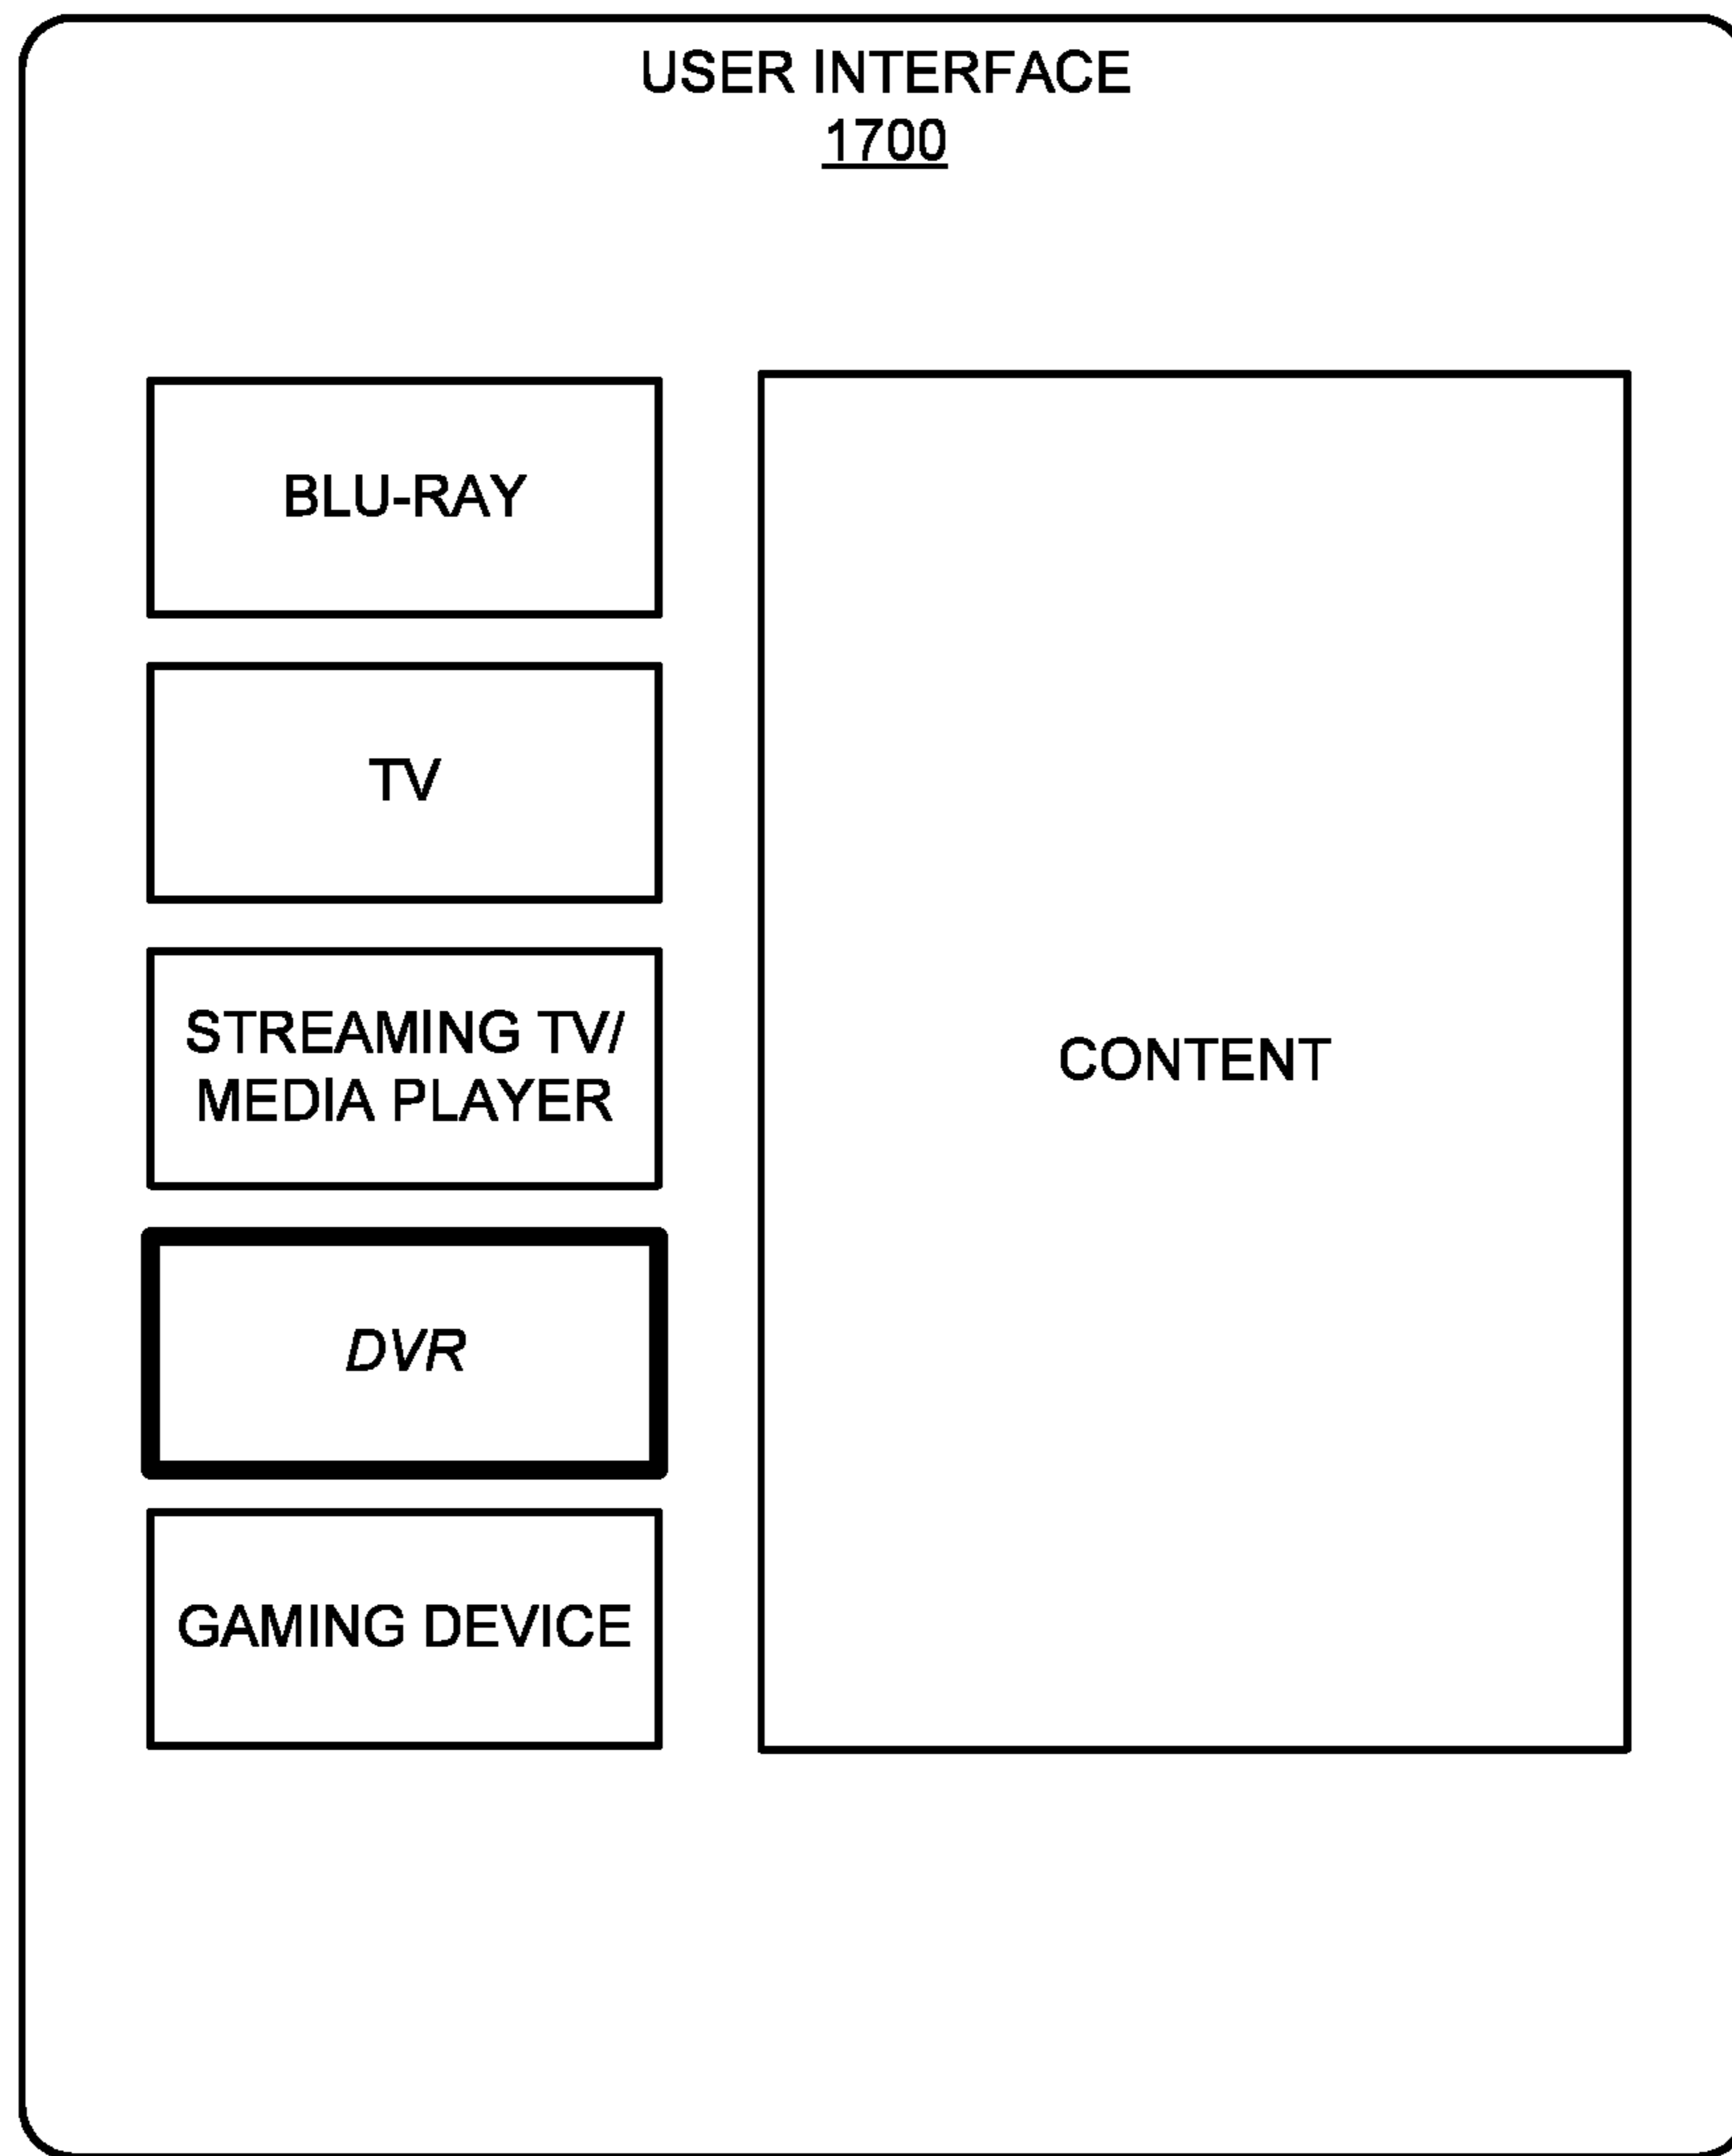 USER INTERFACE
1700
BLU-RAY
TV
STREAMING TV/
MEDIA PLAYER
DVR
GAMING DEVICE
CONTENT